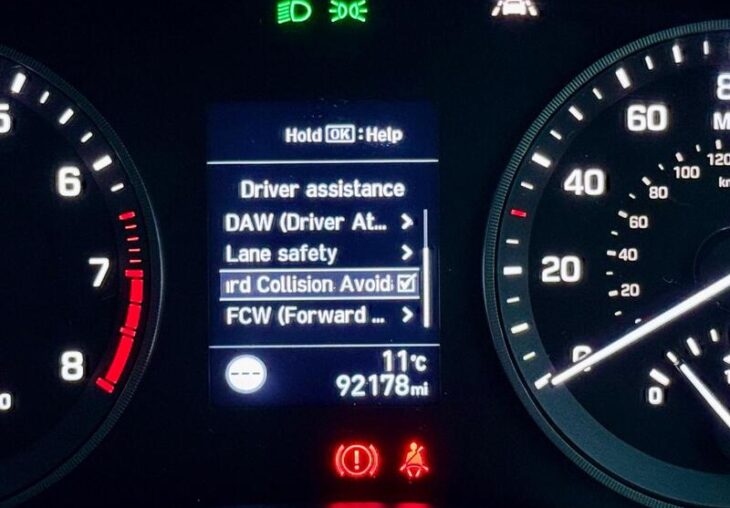 Hold OK : Help
Driver assistance
DAW (Driver At...
Lane safety
rd Collision Avoid
FCW (Forward ...
11°C
92178mi
5
6
7
8
0
20
40
60
20
40
60
80
100
120
0